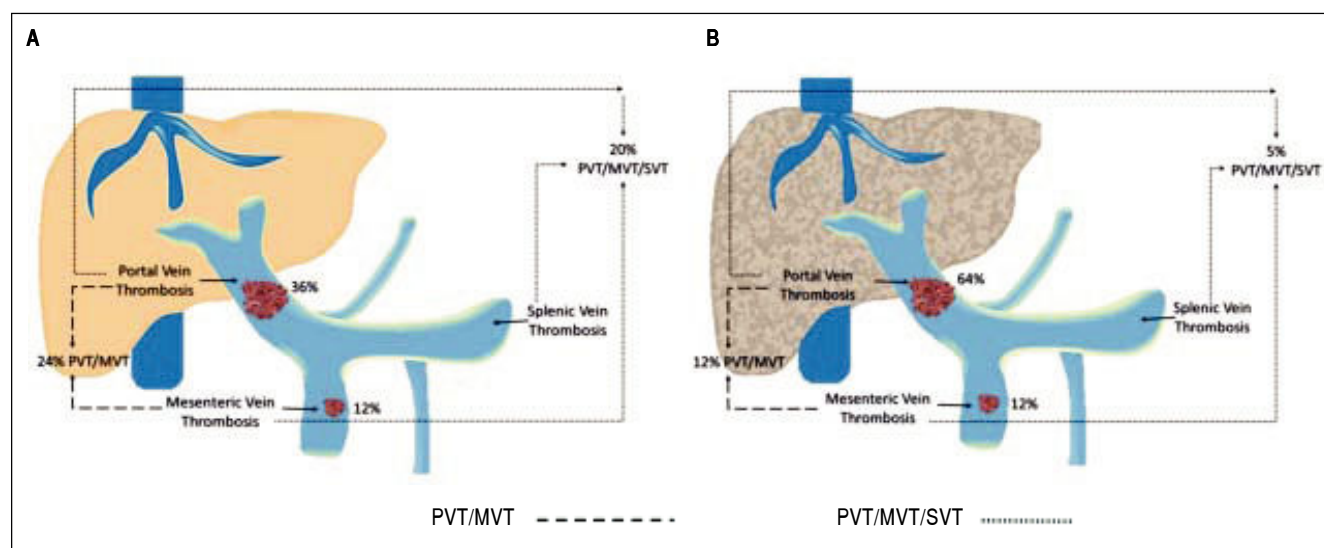 A
20%
PVT/MVT/SVT
Portal Vein
Thrombosis
36%
Splenic Vein
Thrombosis
24% PVT/MVT
Mesenteric Vein
Thrombosis
12%
B
5%
PVT/MVT/SVT
Portal Vein
Thrombosis
64%
Splenic Vein
Thrombosis
12% PVT/MVT
Mesenteric Vein
Thrombosis
12%
PVT/MVT
PVT/MVT/SVT